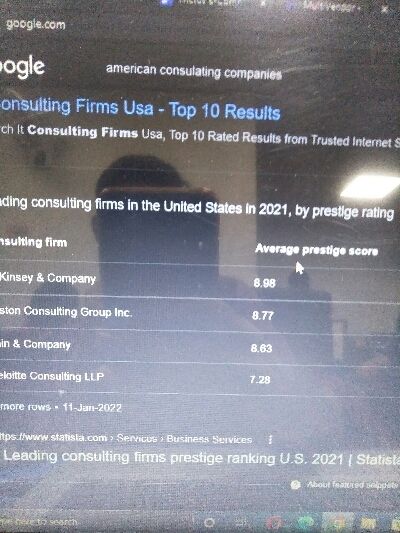 google.com
oogle
american consulating companies
onsulting Firms Usa - Top 10 Results
rch It Consulting Firms Usa, Top 10 Rated Results from Trusted Internet S
ading consulting firms in the United States in 2021, by prestige rating
nsulting firm Average prestige score
Kinsey & Company 8.98
ston Consulting Group Inc. 8.77
in & Company 8.63
eloitte Consulting LLP 7.28
more rows • 11-Jan-2022
ttps://www.statista.com › Services › Business Services
Leading consulting firms prestige ranking U.S. 2021 | Statista
About featured snippets
here to search